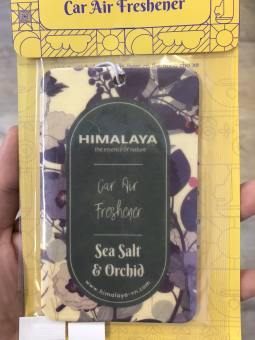 Car Air Freshener
HIMALAYA
the essence of nature
Car Air
Freshener
Sea Salt
& Orchid
www.himalaya-vn.com